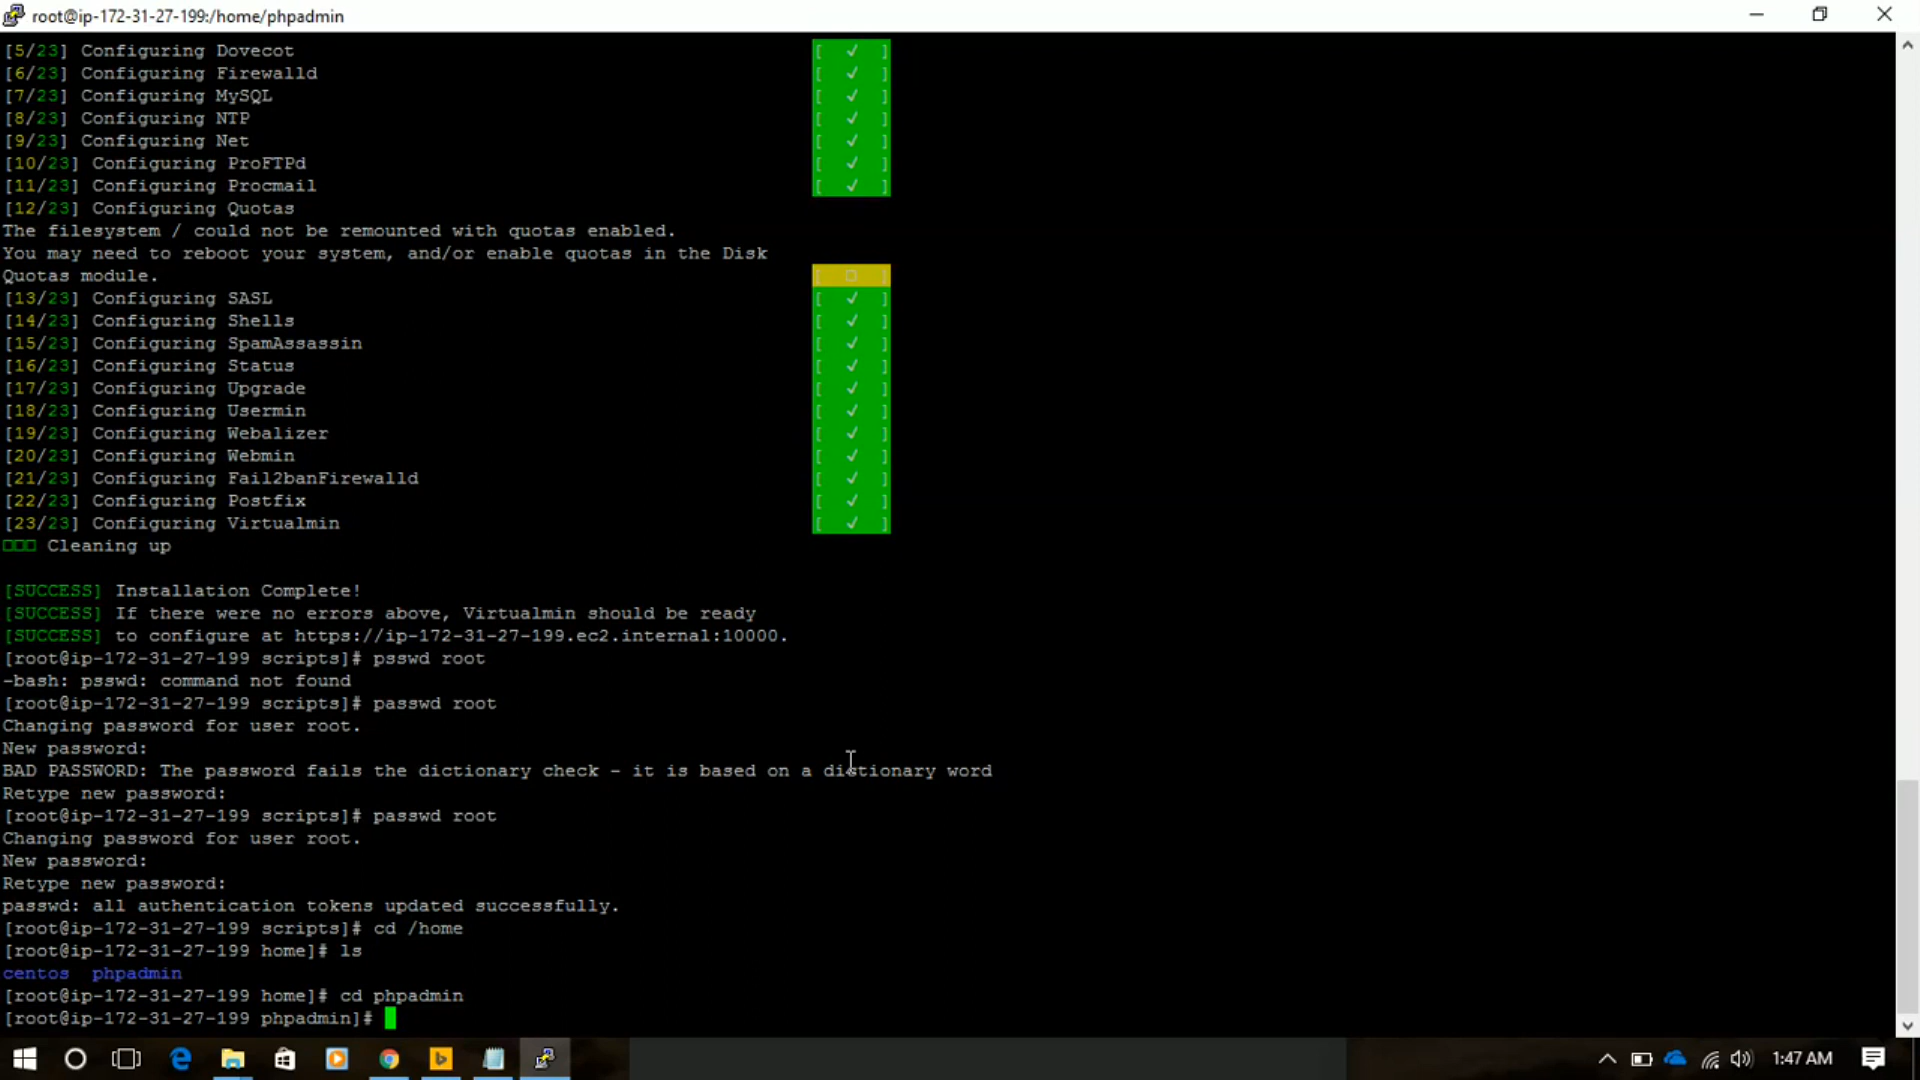 root@ip-172-31-27-199:/home/phpadmin
[5/23] Configuring Dovecot [ ✓ ]
[6/23] Configuring Firewalld [ ✓ ]
[7/23] Configuring MySQL [ ✓ ]
[8/23] Configuring NTP [ ✓ ]
[9/23] Configuring Net [ ✓ ]
[10/23] Configuring ProFTPd [ ✓ ]
[11/23] Configuring Procmail [ ✓ ]
[12/23] Configuring Quotas
The filesystem / could not be remounted with quotas enabled.
You may need to reboot your system, and/or enable quotas in the Disk
Quotas module. [ □ ]
[13/23] Configuring SASL [ ✓ ]
[14/23] Configuring Shells [ ✓ ]
[15/23] Configuring SpamAssassin [ ✓ ]
[16/23] Configuring Status [ ✓ ]
[17/23] Configuring Upgrade [ ✓ ]
[18/23] Configuring Usermin [ ✓ ]
[19/23] Configuring Webalizer [ ✓ ]
[20/23] Configuring Webmin [ ✓ ]
[21/23] Configuring Fail2banFirewalld [ ✓ ]
[22/23] Configuring Postfix [ ✓ ]
[23/23] Configuring Virtualmin [ ✓ ]
□□□ Cleaning up
[SUCCESS] Installation Complete!
[SUCCESS] If there were no errors above, Virtualmin should be ready
[SUCCESS] to configure at https://ip-172-31-27-199.ec2.internal:10000.
[root@ip-172-31-27-199 scripts]# psswd root
-bash: psswd: command not found
[root@ip-172-31-27-199 scripts]# passwd root
Changing password for user root.
New password:
BAD PASSWORD: The password fails the dictionary check - it is based on a dictionary word
Retype new password:
[root@ip-172-31-27-199 scripts]# passwd root
Changing password for user root.
New password:
Retype new password:
passwd: all authentication tokens updated successfully.
[root@ip-172-31-27-199 scripts]# cd /home
[root@ip-172-31-27-199 home]# ls
centos phpadmin
[root@ip-172-31-27-199 home]# cd phpadmin
[root@ip-172-31-27-199 phpadmin]#
1:47 AM